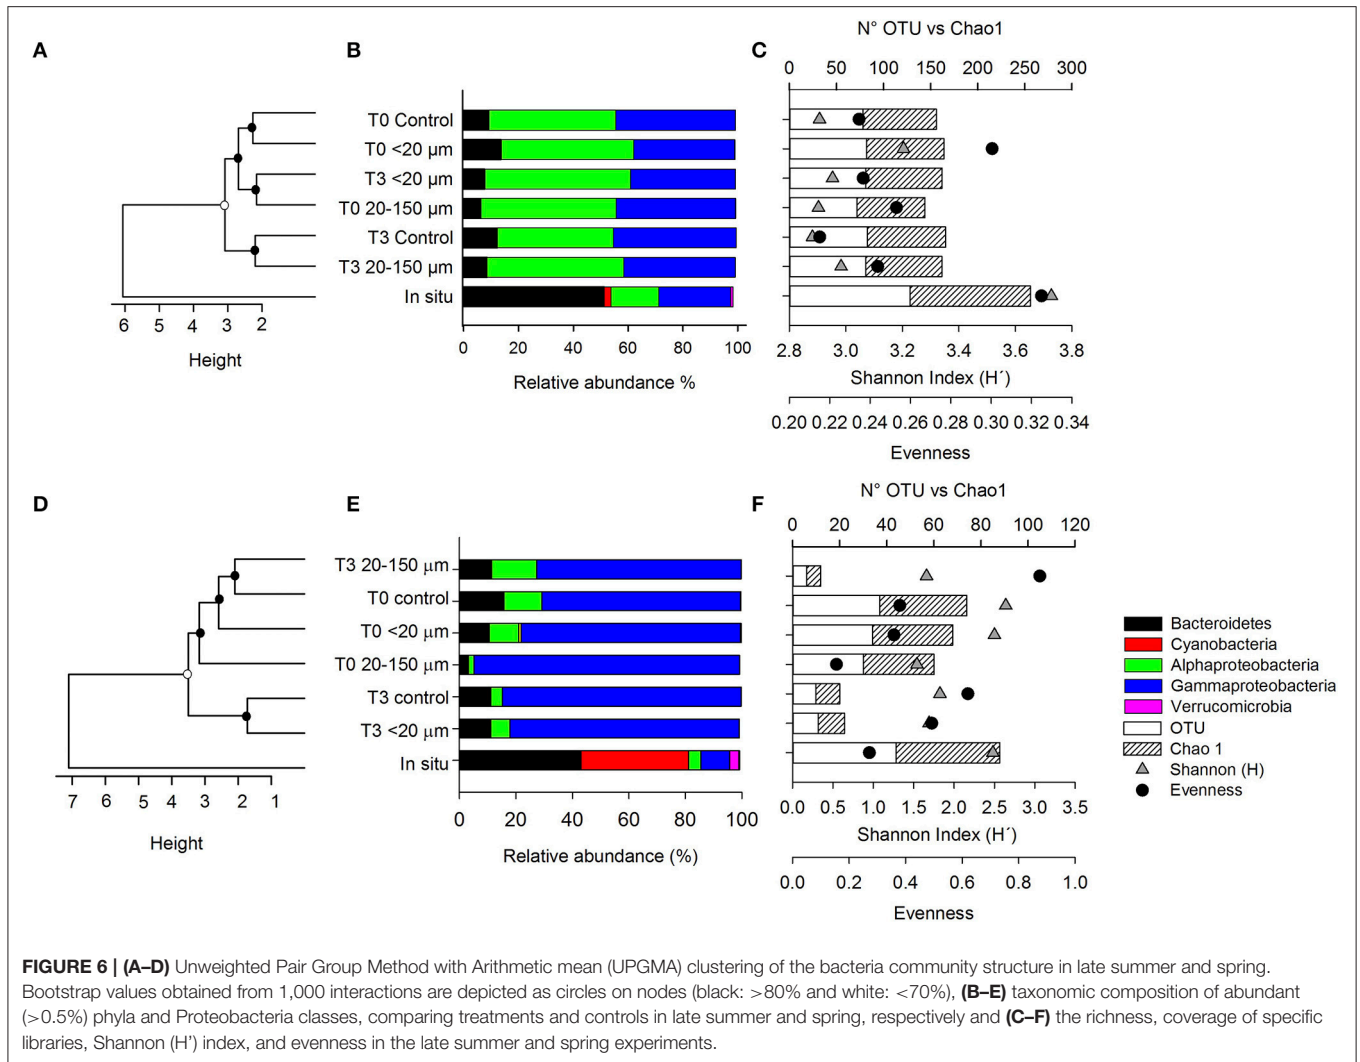 A
B
C
N° OTU vs Chao1
0 50 100 150 200 250 300
T0 Control
T0 <20 µm
T3 <20 µm
T0 20-150 µm
T3 Control
T3 20-150 µm
In situ
6 5 4 3 2
Height
0 20 40 60 80 100
Relative abundance %
2.8 3.0 3.2 3.4 3.6 3.8
Shannon Index (H´)
0.20 0.22 0.24 0.26 0.28 0.30 0.32 0.34
Evenness
D
E
F
N° OTU vs Chao1
0 20 40 60 80 100 120
T3 20-150 µm
T0 control
T0 <20 µm
T0 20-150 µm
T3 control
T3 <20 µm
In situ
7 6 5 4 3 2 1
Height
0 20 40 60 80 100
Relative abundance (%)
0.0 0.5 1.0 1.5 2.0 2.5 3.0 3.5
Shannon Index (H´)
0.0 0.2 0.4 0.6 0.8 1.0
Evenness
Bacteroidetes
Cyanobacteria
Alphaproteobacteria
Gammaproteobacteria
Verrucomicrobia
OTU
Chao 1
Shannon (H)
Evenness
FIGURE 6 | (A–D) Unweighted Pair Group Method with Arithmetic mean (UPGMA) clustering of the bacteria community structure in late summer and spring.
Bootstrap values obtained from 1,000 interactions are depicted as circles on nodes (black: >80% and white: <70%), (B–E) taxonomic composition of abundant
(>0.5%) phyla and Proteobacteria classes, comparing treatments and controls in late summer and spring, respectively and (C–F) the richness, coverage of specific
libraries, Shannon (H') index, and evenness in the late summer and spring experiments.